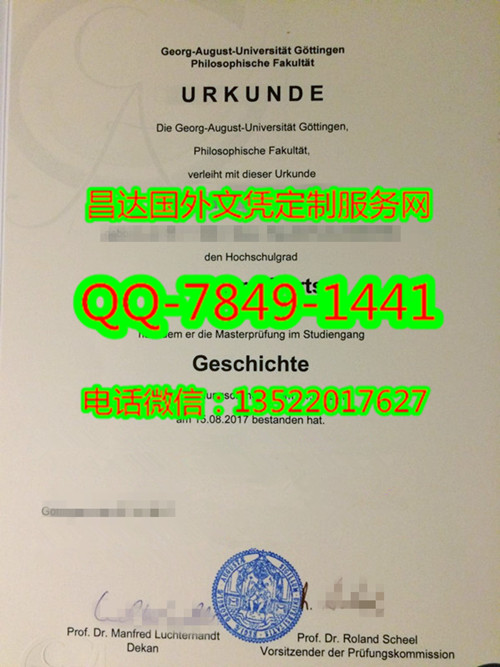 Georg-August-Universität Göttingen
Philosophische Fakultät
URKUNDE
Die Georg-August-Universität Göttingen,
Philosophische Fakultät,
verleiht mit dieser Urkunde
昌达国外文凭定制服务网
den Hochschulgrad
QQ-7849-1441
er die Masterprüfung im Studiengang
Geschichte
电话微信：13522017627
am 15.08.2017 bestanden hat.
Prof. Dr. Manfred Luchterhandt
Dekan
Prof. Dr. Roland Scheel
Vorsitzender der Prüfungskommission